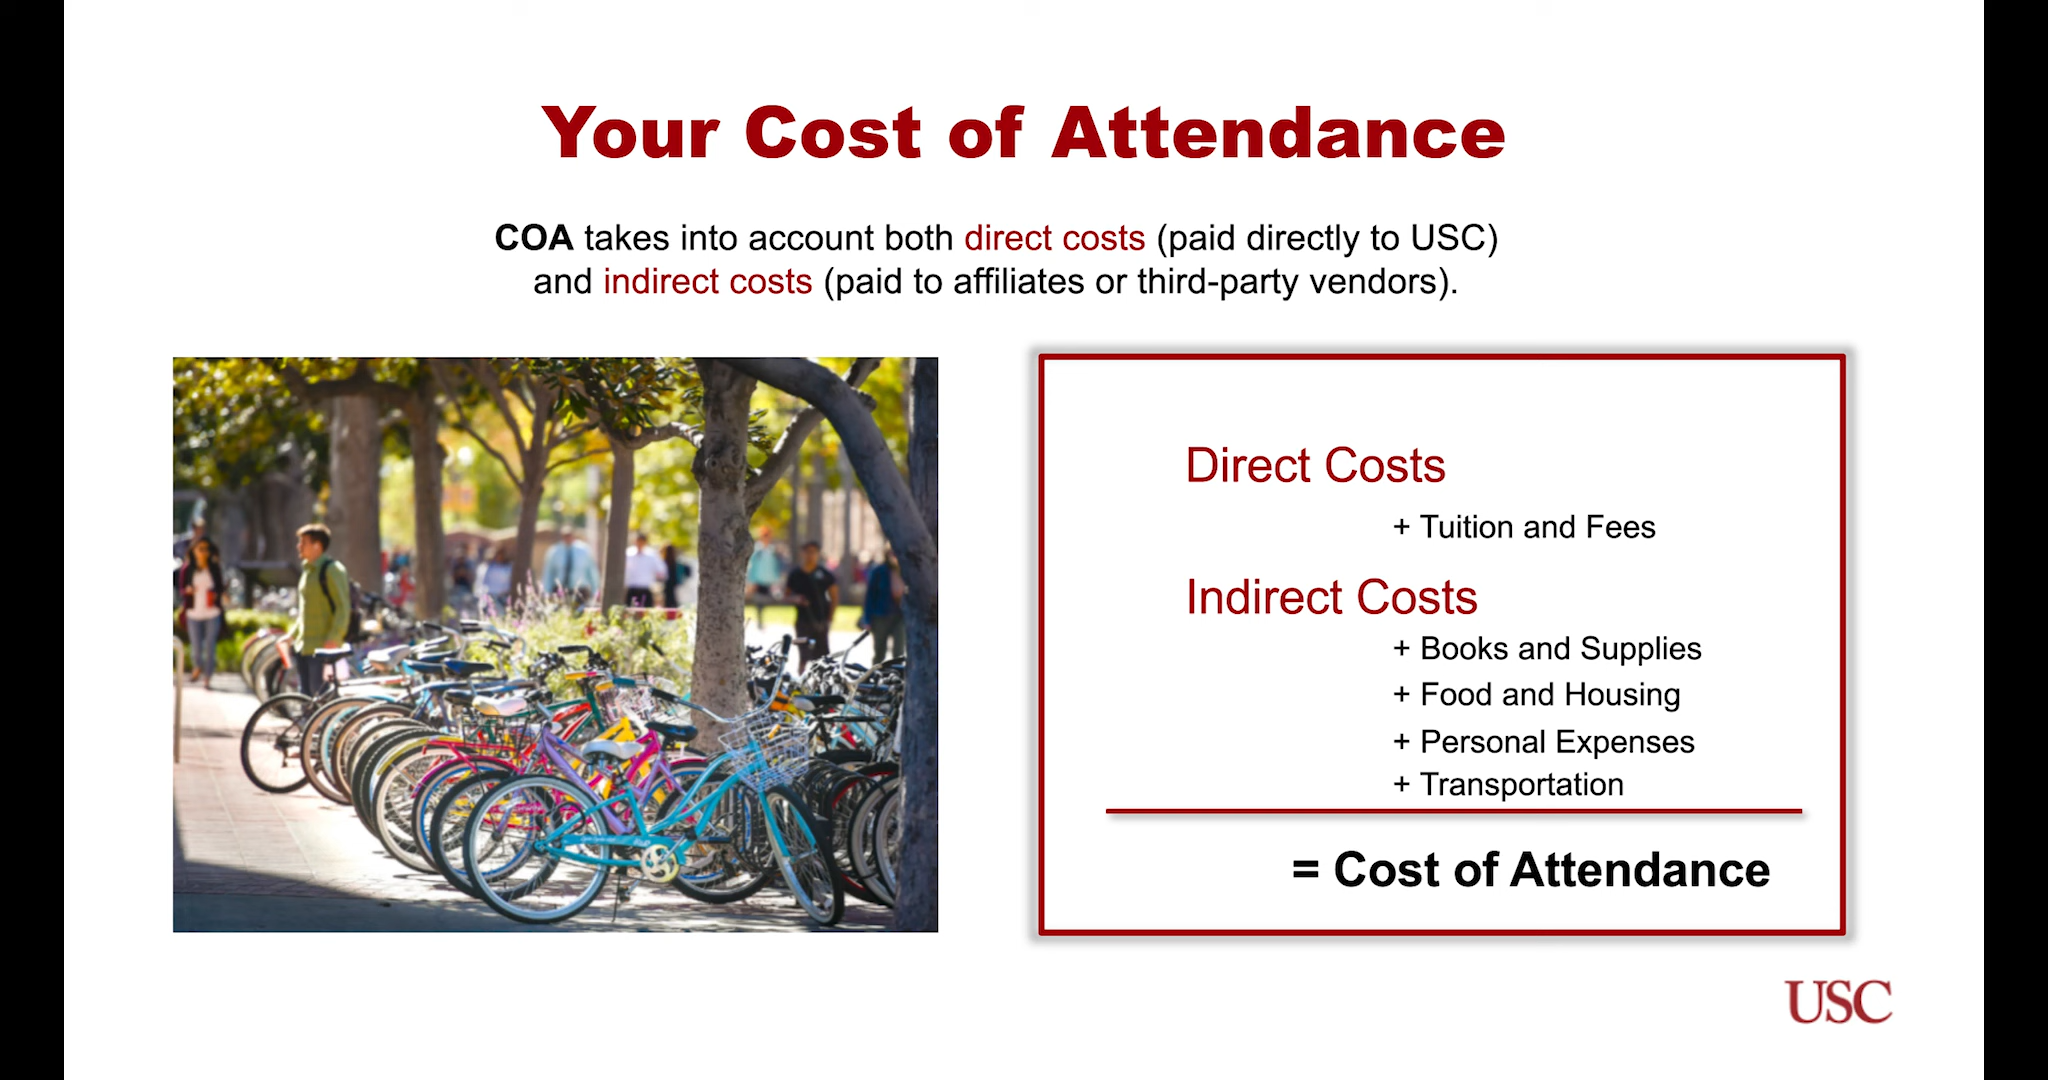 Your Cost of Attendance
COA takes into account both direct costs (paid directly to USC)
and indirect costs (paid to affiliates or third-party vendors).
Direct Costs
+ Tuition and Fees
Indirect Costs
+ Books and Supplies
+ Food and Housing
+ Personal Expenses
+ Transportation
= Cost of Attendance
USC